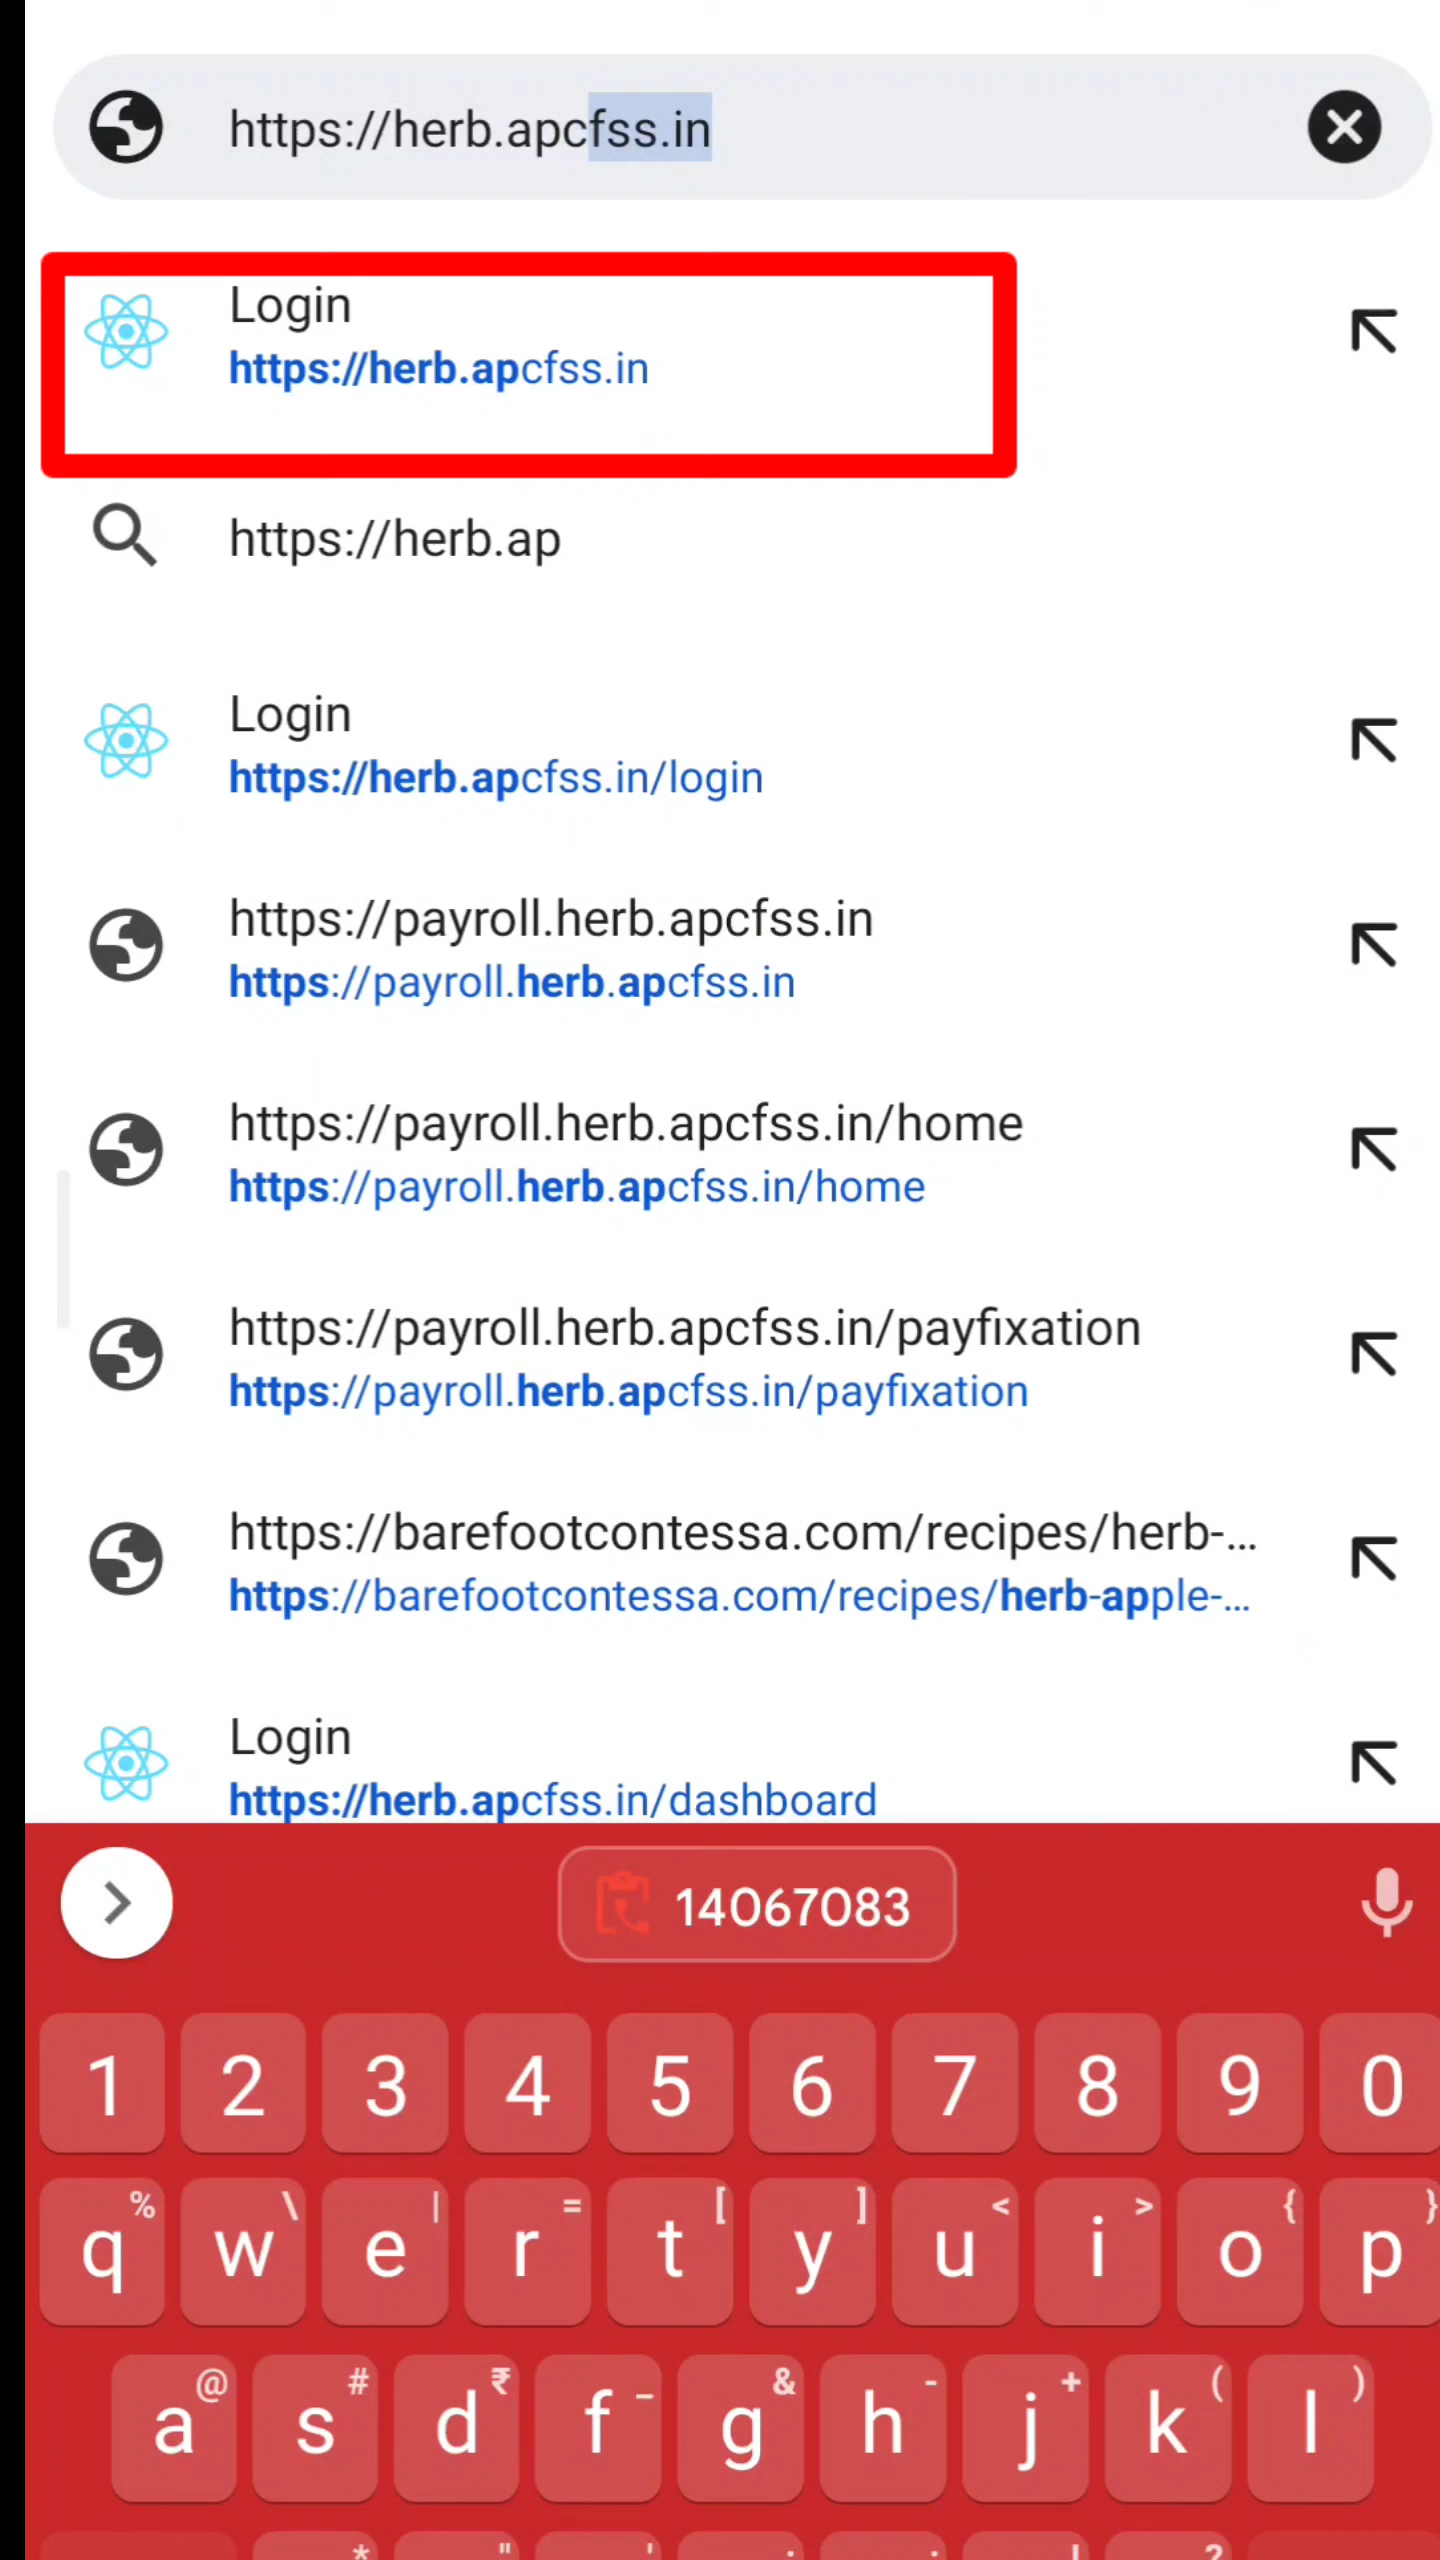 https://herb.apcfss.in
Login
https://herb.apcfss.in
https://herb.ap
Login
https://herb.apcfss.in/login
https://payroll.herb.apcfss.in
https://payroll.herb.apcfss.in
https://payroll.herb.apcfss.in/home
https://payroll.herb.apcfss.in/home
https://payroll.herb.apcfss.in/payfixation
https://payroll.herb.apcfss.in/payfixation
https://barefootcontessa.com/recipes/herb-...
https://barefootcontessa.com/recipes/herb-apple-...
Login
https://herb.apcfss.in/dashboard
14067083
1 2 3 4 5 6 7 8 9 0
% \ | = [ ] < > { }
q w e r t y u i o p
@ # ₹ _ & - + ( )
a s d f g h j k l